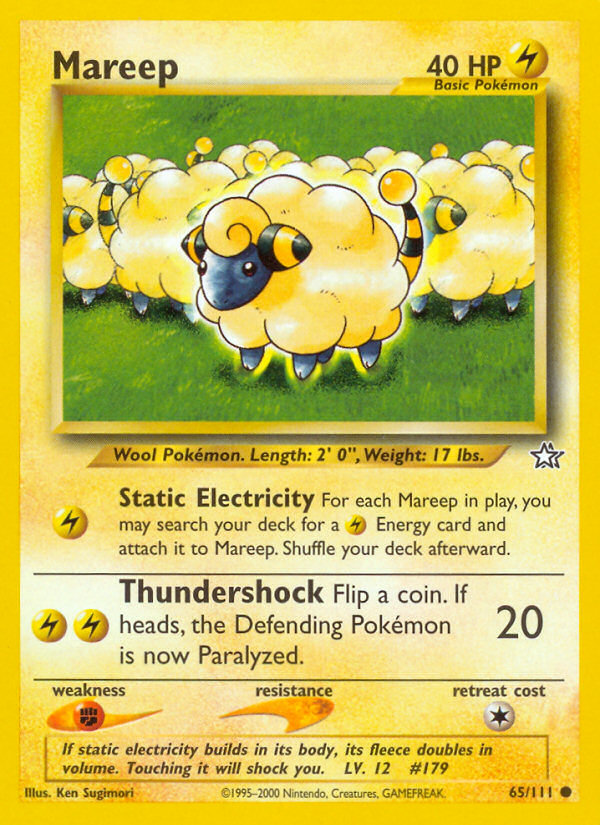 Mareep
40 HP
Basic Pokémon
Wool Pokémon. Length: 2' 0", Weight: 17 lbs.
Static Electricity For each Mareep in play, you
may search your deck for a Energy card and
attach it to Mareep. Shuffle your deck afterward.
Thundershock Flip a coin. If
heads, the Defending Pokémon
is now Paralyzed.
20
weakness
resistance
retreat cost
If static electricity builds in its body, its fleece doubles in
volume. Touching it will shock you. LV. 12 #179
Illus. Ken Sugimori
©1995-2000 Nintendo, Creatures, GAMEFREAK.
65/111